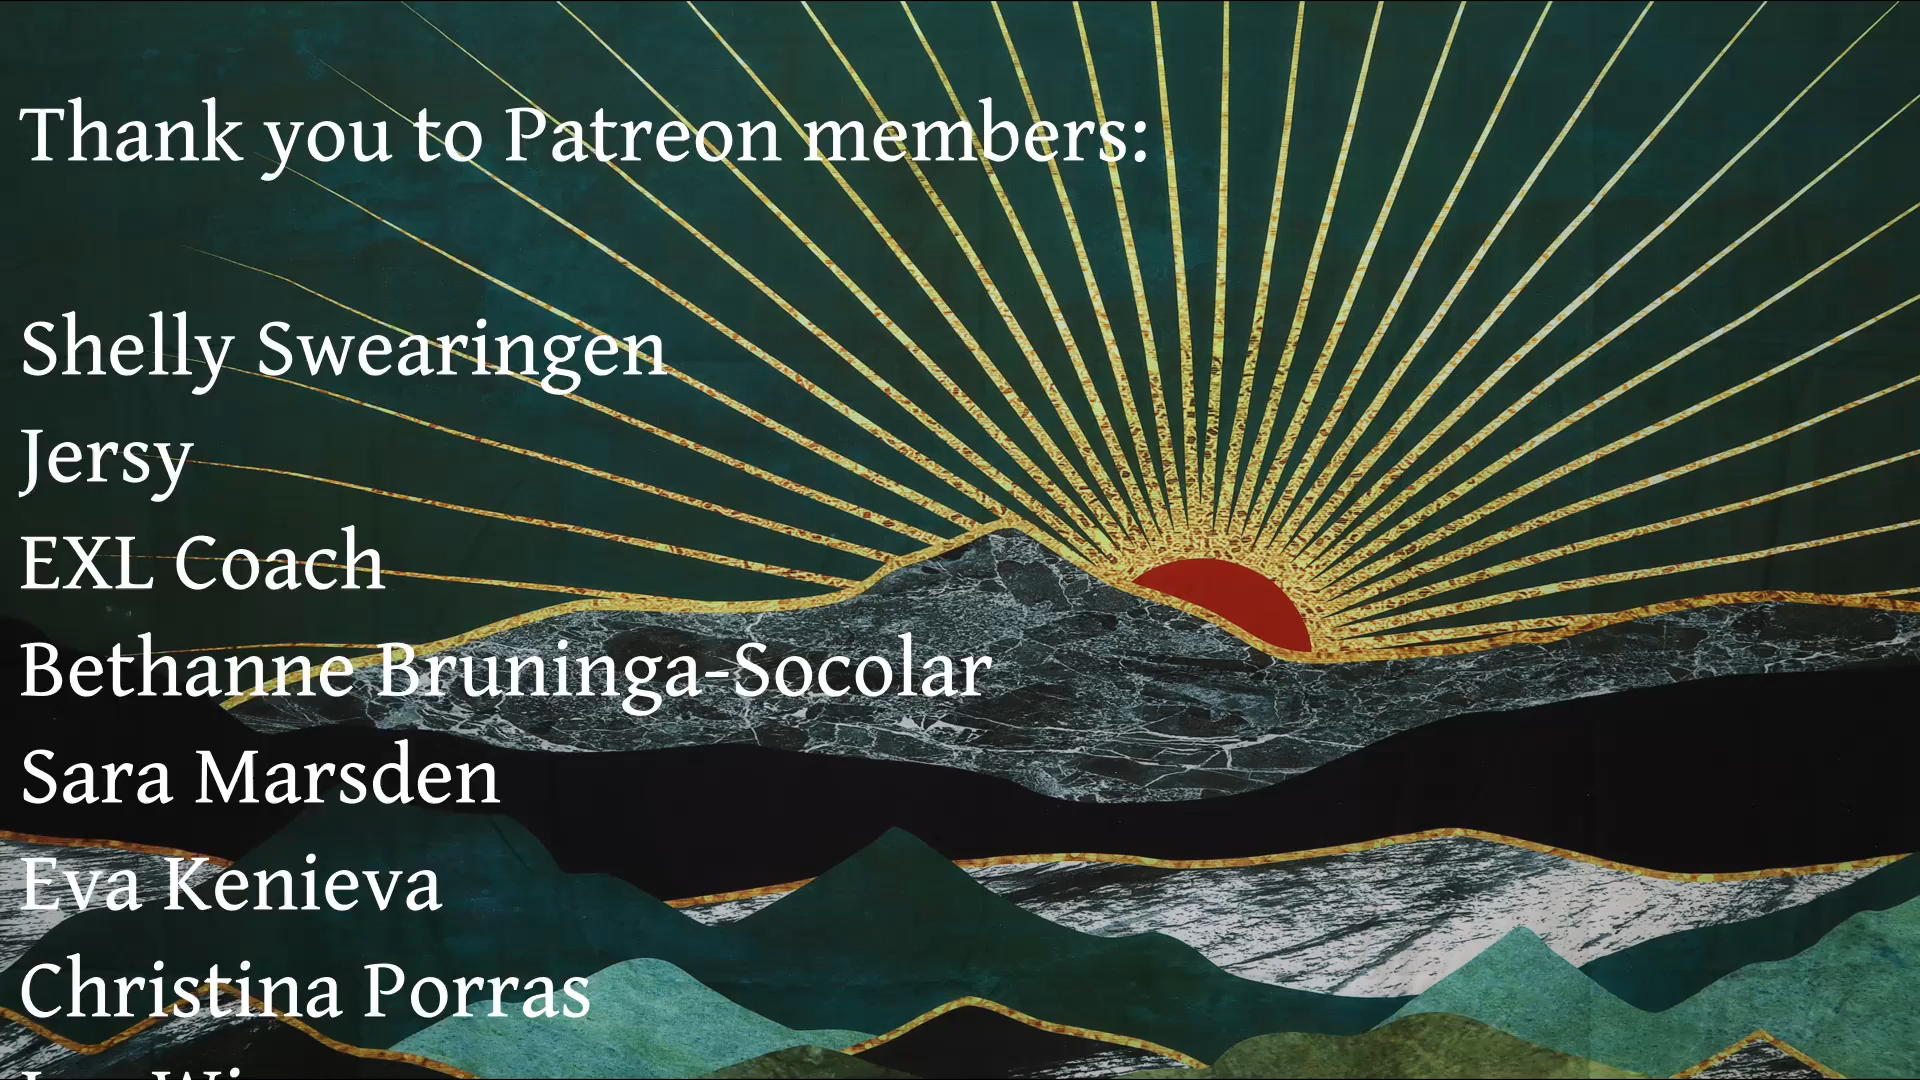 Thank you to Patreon members:
Shelly Swearingen
Jersy
EXL Coach
Bethanne Bruninga-Socolar
Sara Marsden
Eva Kenieva
Christina Porras